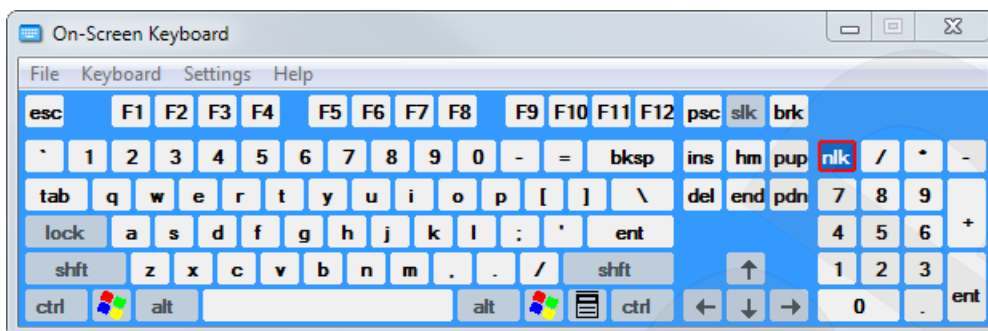 On-Screen Keyboard
File Keyboard Settings Help
esc F1 F2 F3 F4 F5 F6 F7 F8 F9 F10 F11 F12 psc slk brk
` 1 2 3 4 5 6 7 8 9 0 - = bksp ins hm pup nlk / * -
tab q w e r t y u i o p [ ] \ del end pdn 7 8 9 +
lock a s d f g h j k l ; ' ent 4 5 6
shft z x c v b n m , . / shft ↑ 1 2 3 ent
ctrl alt alt ctrl ← ↓ → 0 .